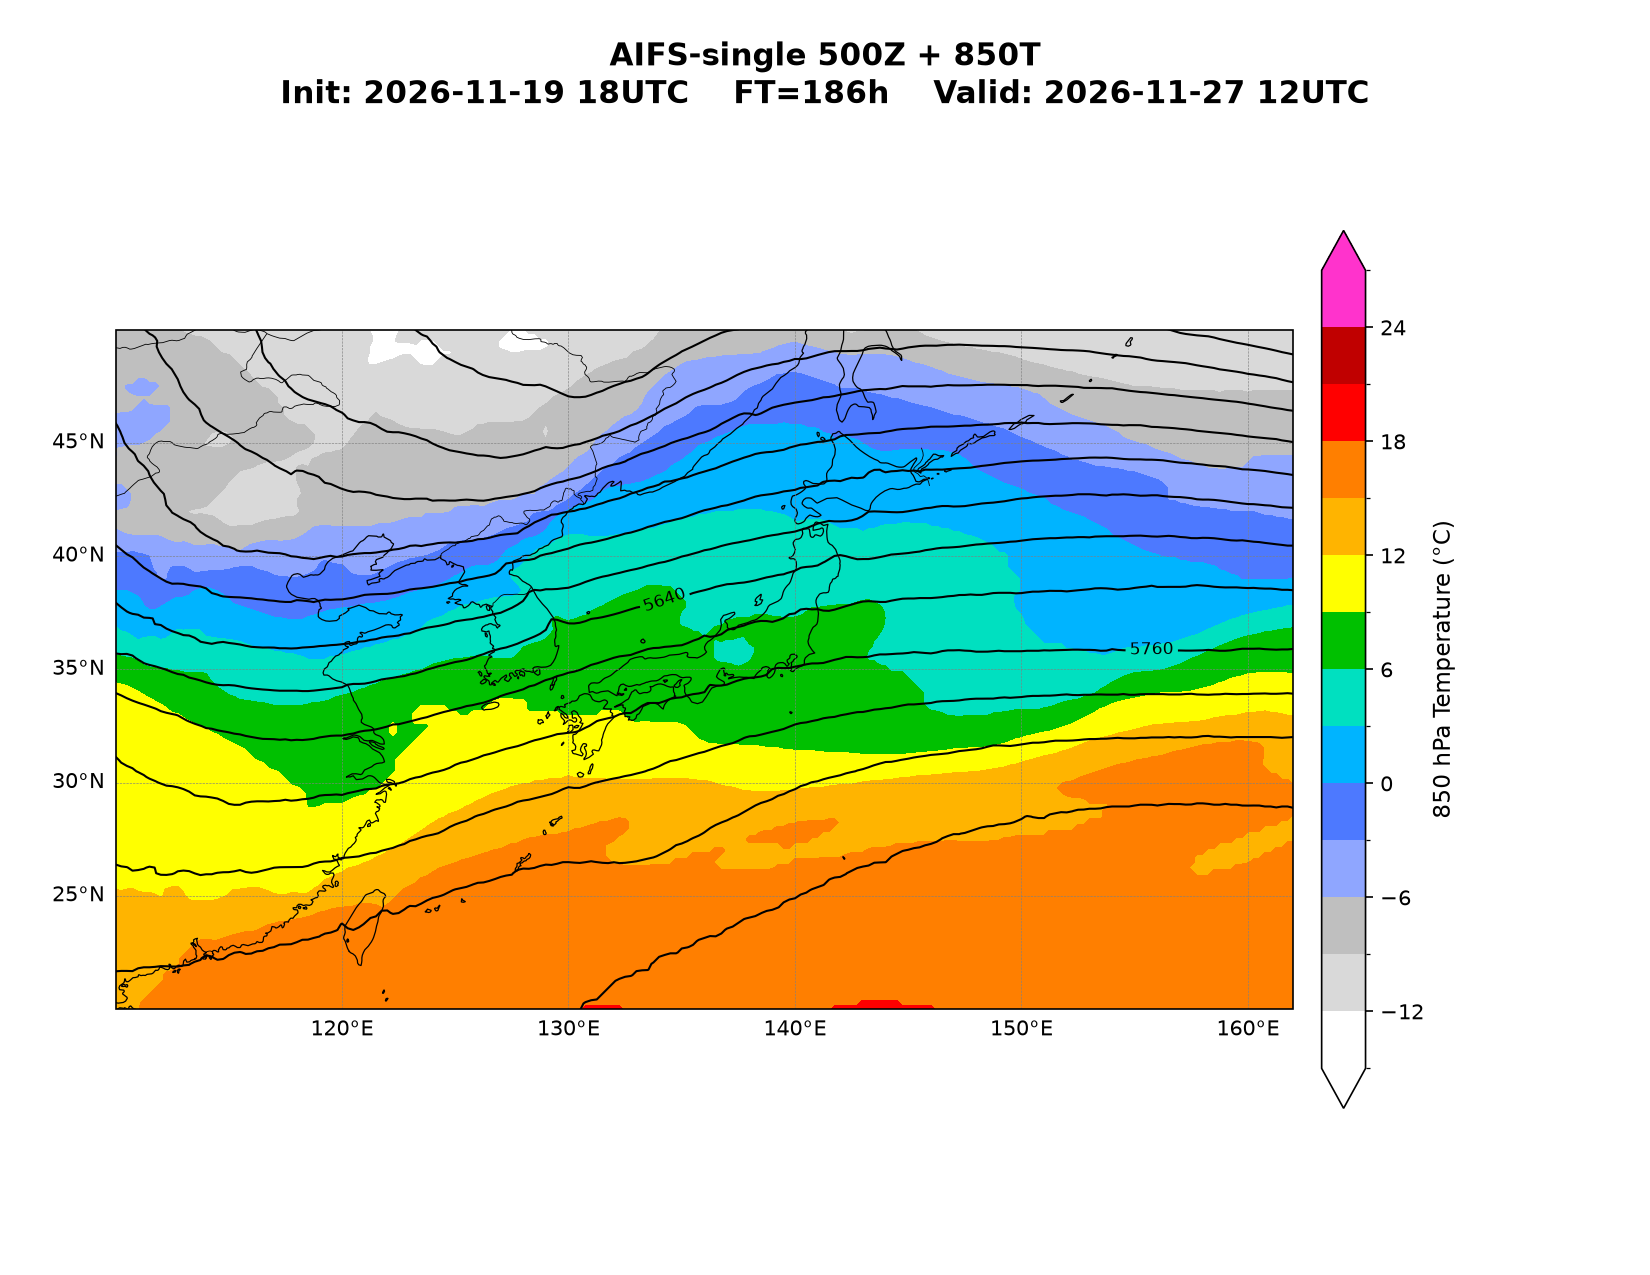 AIFS-single 500Z + 850T
Init: 2026-11-19 18UTC    FT=186h    Valid: 2026-11-27 12UTC
45°N
40°N
35°N
30°N
25°N
120°E
130°E
140°E
150°E
160°E
5640
5760
24
18
12
6
0
−6
−12
850 hPa Temperature (°C)